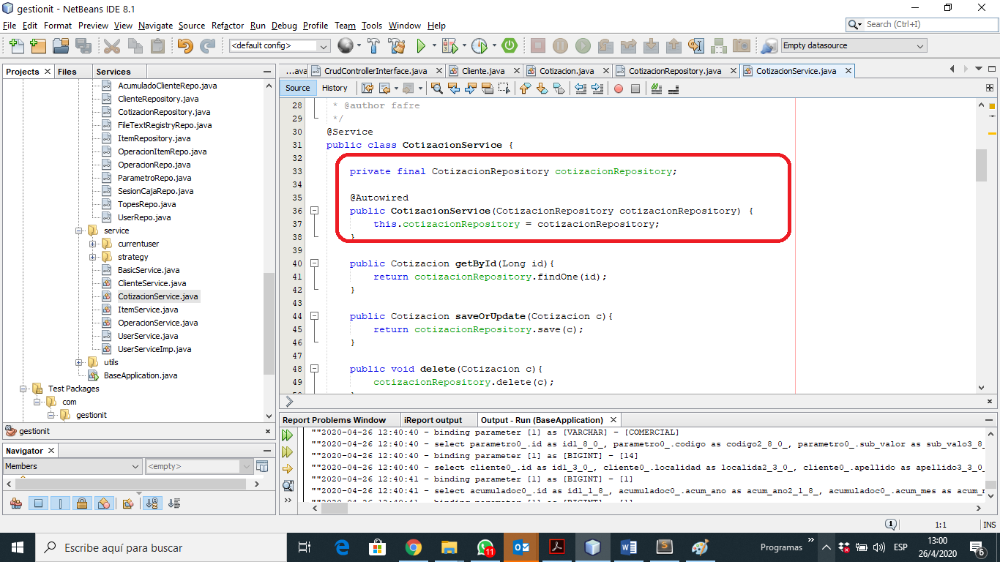 gestionit - NetBeans IDE 8.1
File Edit Format Preview View Navigate Source Refactor Run Debug Profile Team Tools Window Help
Search (Ctrl+I)
<default config>
Empty datasource
Projects Files Services
AcumuladoClienteRepo.java
ClienteRepository.java
CotizacionRepository.java
FileTextRegistryRepo.java
ItemRepository.java
OperacionItemRepo.java
OperacionRepo.java
ParametroRepo.java
SesionCajaRepo.java
TopesRepo.java
UserRepo.java
service
currentuser
strategy
BasicService.java
ClienteService.java
CotizacionService.java
ItemService.java
OperacionService.java
UserService.java
UserServiceImp.java
utils
BaseApplication.java
Test Packages
com
gestionit
gestionit
Navigator
Members
<empty>
...ava CrudControllerInterface.java Cliente.java Cotizacion.java CotizacionRepository.java CotizacionService.java
Source History
28 * @author fafre
29 */
30 @Service
31 public class CotizacionService {
32
33 private final CotizacionRepository cotizacionRepository;
34
35 @Autowired
36 public CotizacionService(CotizacionRepository cotizacionRepository) {
37 this.cotizacionRepository = cotizacionRepository;
38 }
39
40 public Cotizacion getById(Long id){
41 return cotizacionRepository.findOne(id);
42 }
43
44 public Cotizacion saveOrUpdate(Cotizacion c){
45 return cotizacionRepository.save(c);
46 }
47
48 public void delete(Cotizacion c){
49 cotizacionRepository.delete(c);
Report Problems Window iReport output Output - Run (BaseApplication)
""2020-04-26 12:40:40 - binding parameter [1] as [VARCHAR] - [COMERCIAL]
""2020-04-26 12:40:40 - select parametro0_.id as id1_8_0_, parametro0_.codigo as codigo2_8_0_, parametro0_.sub_valor as sub_valo3_8_
""2020-04-26 12:40:40 - binding parameter [1] as [BIGINT] - [14]
""2020-04-26 12:40:41 - select cliente0_.id as id1_3_0_, cliente0_.localidad as localida2_3_0_, cliente0_.apellido as apellido3_3_0_
""2020-04-26 12:40:41 - binding parameter [1] as [BIGINT] - [1]
""2020-04-26 12:40:41 - select acumuladoc0_.id as id1_1_8_, acumuladoc0_.acum_ano as acum_ano2_1_8_, acumuladoc0_.acum_mes as acum_m
""2020-04-26 12:40:41 - binding parameter [1] as [BIGINT] - [1]
1 1:1 INS
Escribe aquí para buscar
11
Programas
ESP
13:00
26/4/2020
6